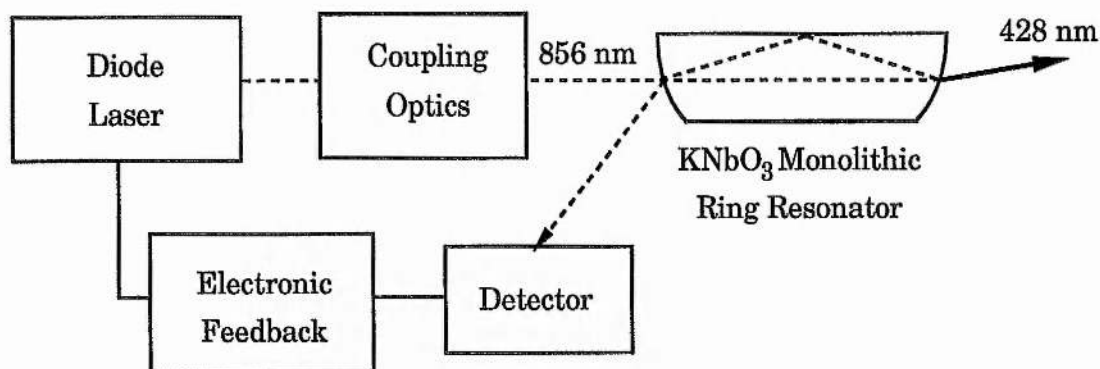 Diode
Laser
Coupling
Optics
856 nm
428 nm
KNbO₃ Monolithic
Ring Resonator
Electronic
Feedback
Detector